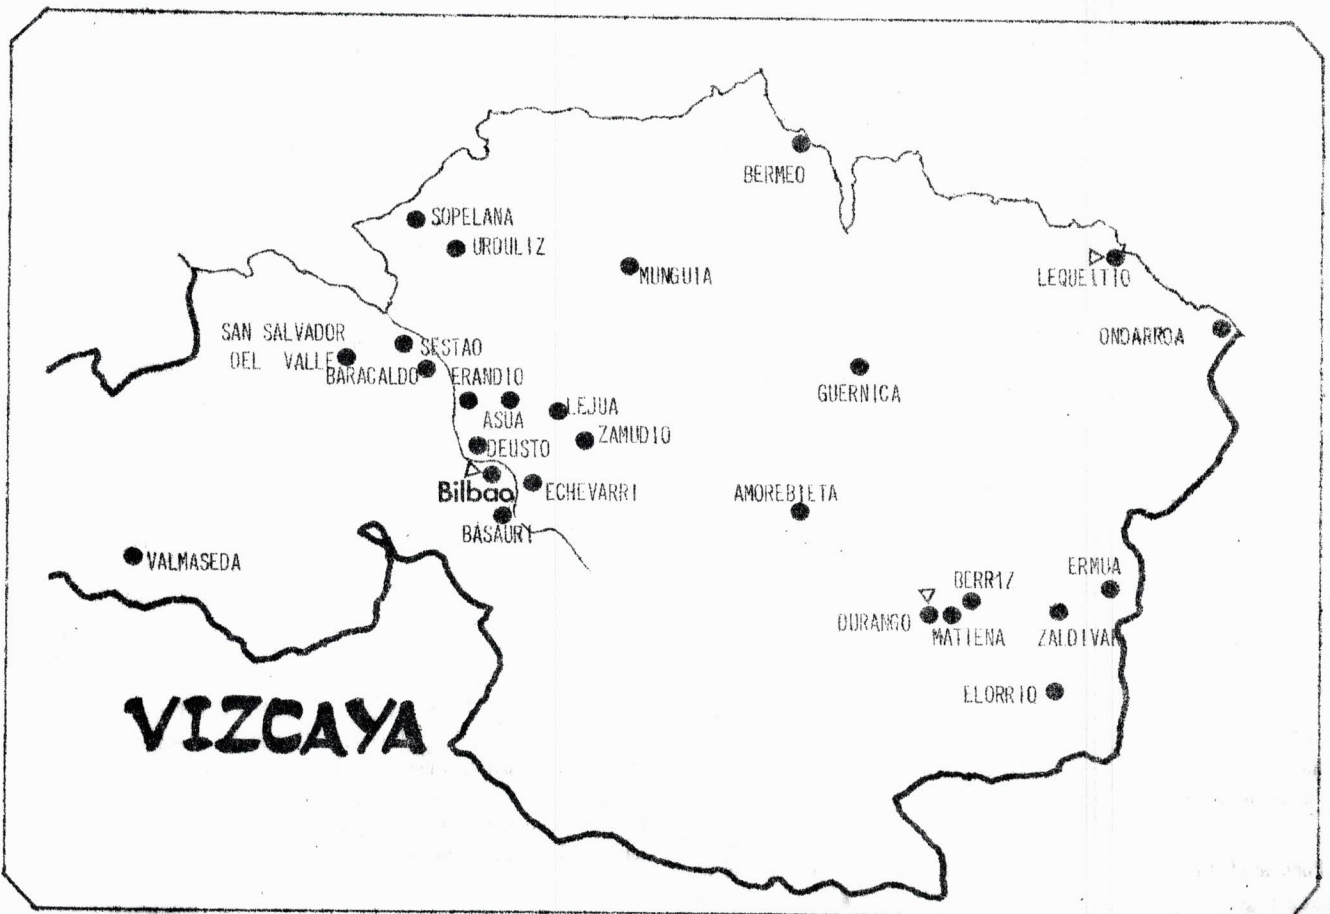 BERMEO
SOPELANA
URDULIZ
MUNGUIA
LEQUEITIO
ONDARROA
SAN SALVADOR
DEL VALLE
SESTAO
BARACALDO
ERANDIO
GUERNICA
LEJUA
ASUA
ZAMUDIO
DEUSTO
Bilbao
ECHEVARRI
AMOREBIETA
BASAURI
VALMASEDA
ERMUA
BERRIZ
DURANGO
MATIENA
ZALDIVAR
ELORRIO
VIZCAYA